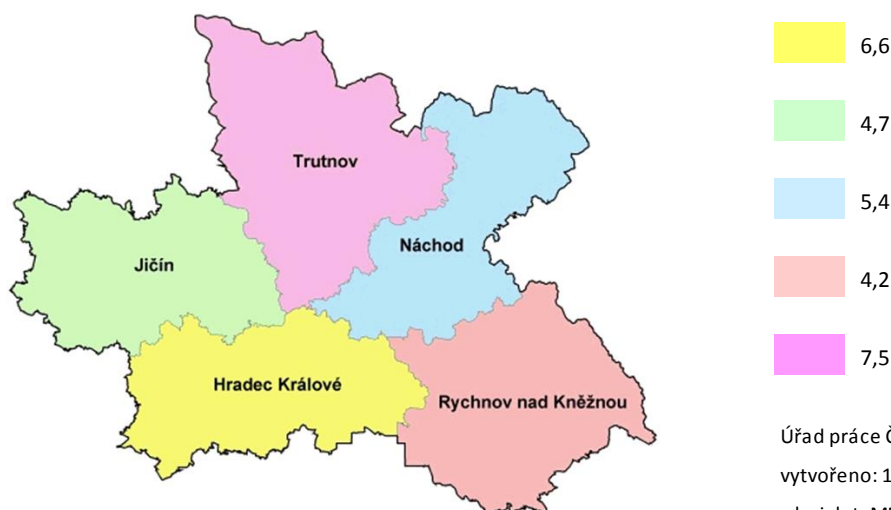 Trutnov
Náchod
Jičín
Hradec Králové
Rychnov nad Kněžnou
6,6
4,7
5,4
4,2
7,5
Úřad práce Č
vytvořeno: 1